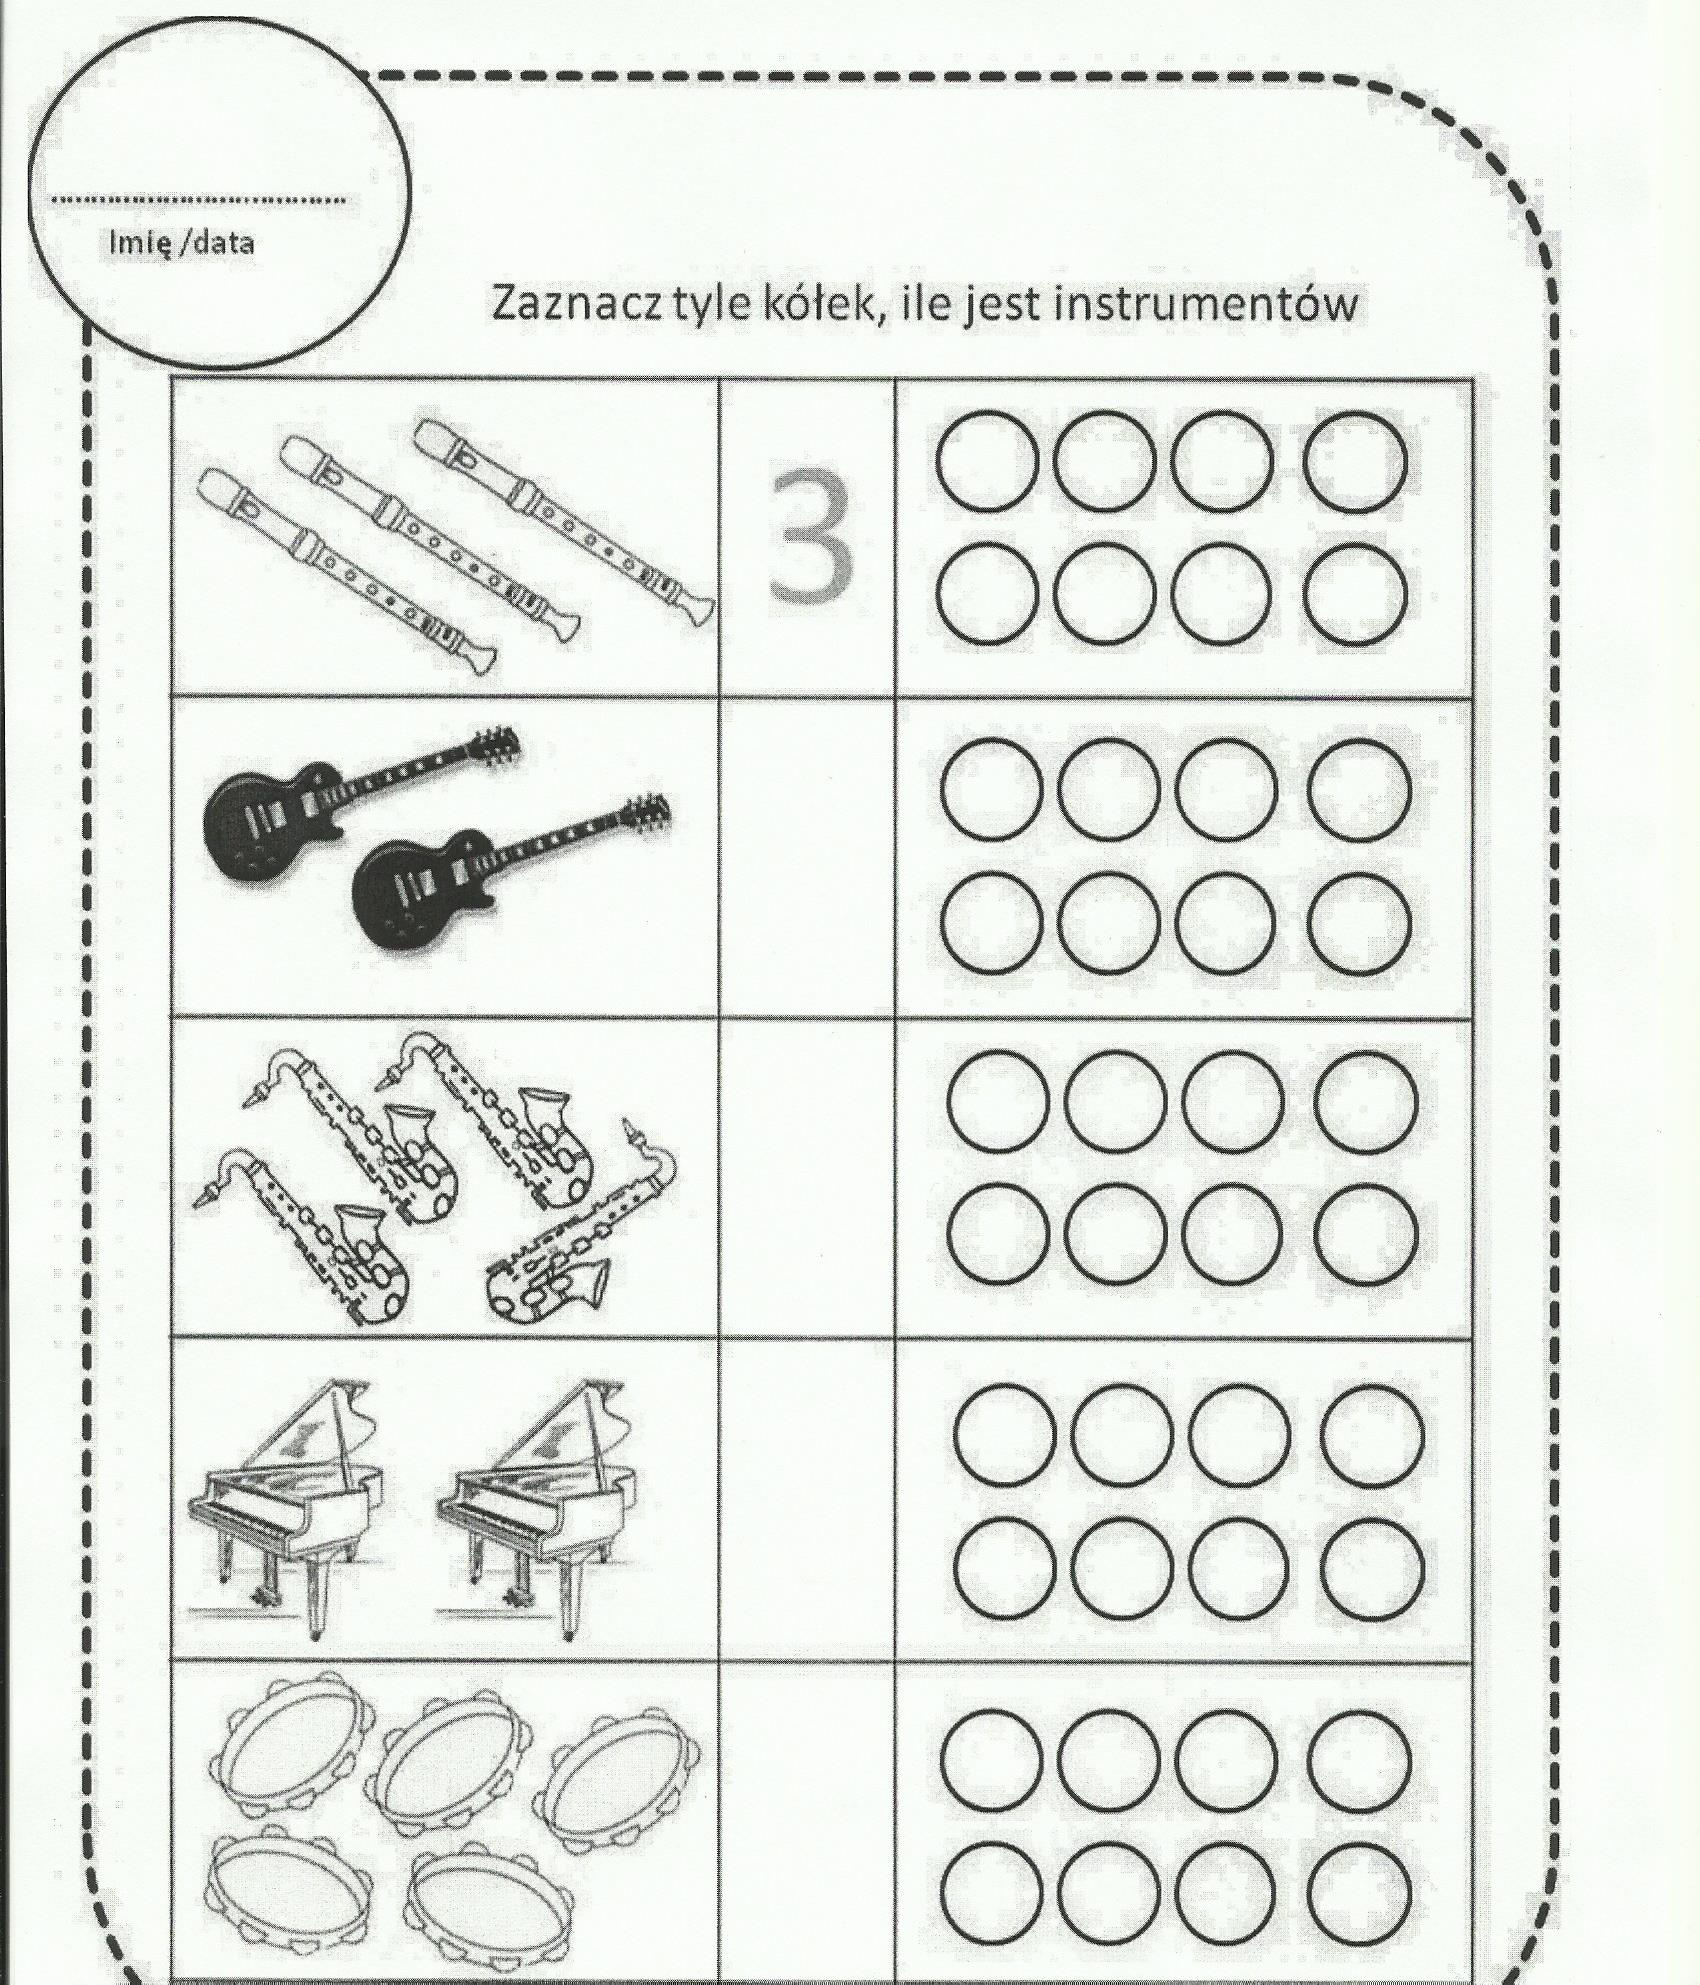 Imię /data
Zaznacz tyle kółek, ile jest instrumentów
3